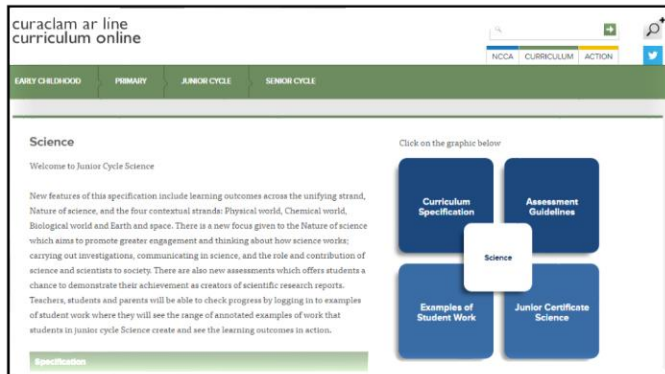 curaclam ar líne
curriculum online
NCCA CURRICULUM ACTION
EARLY CHILDHOOD PRIMARY JUNIOR CYCLE SENIOR CYCLE
Science
Welcome to Junior Cycle Science
New features of this specification include learning outcomes across the unifying strand,
Nature of science, and the four contextual strands: Physical world, Chemical world,
Biological world and Earth and space. There is a new focus given to the Nature of science
which aims to promote greater engagement and thinking about how science works;
carrying out investigations, communicating in science, and the role and contribution of
science and scientists to society. There are also new assessments which offers students a
chance to demonstrate their achievement as creators of scientific research reports.
Teachers, students and parents will be able to check progress by logging in to examples
of student work where they will see the range of annotated examples of work that
students in junior cycle Science create and see the learning outcomes in action.
Specification
Click on the graphic below
Curriculum
Specification
Assessment
Guidelines
Science
Examples of
Student Work
Junior Certificate
Science